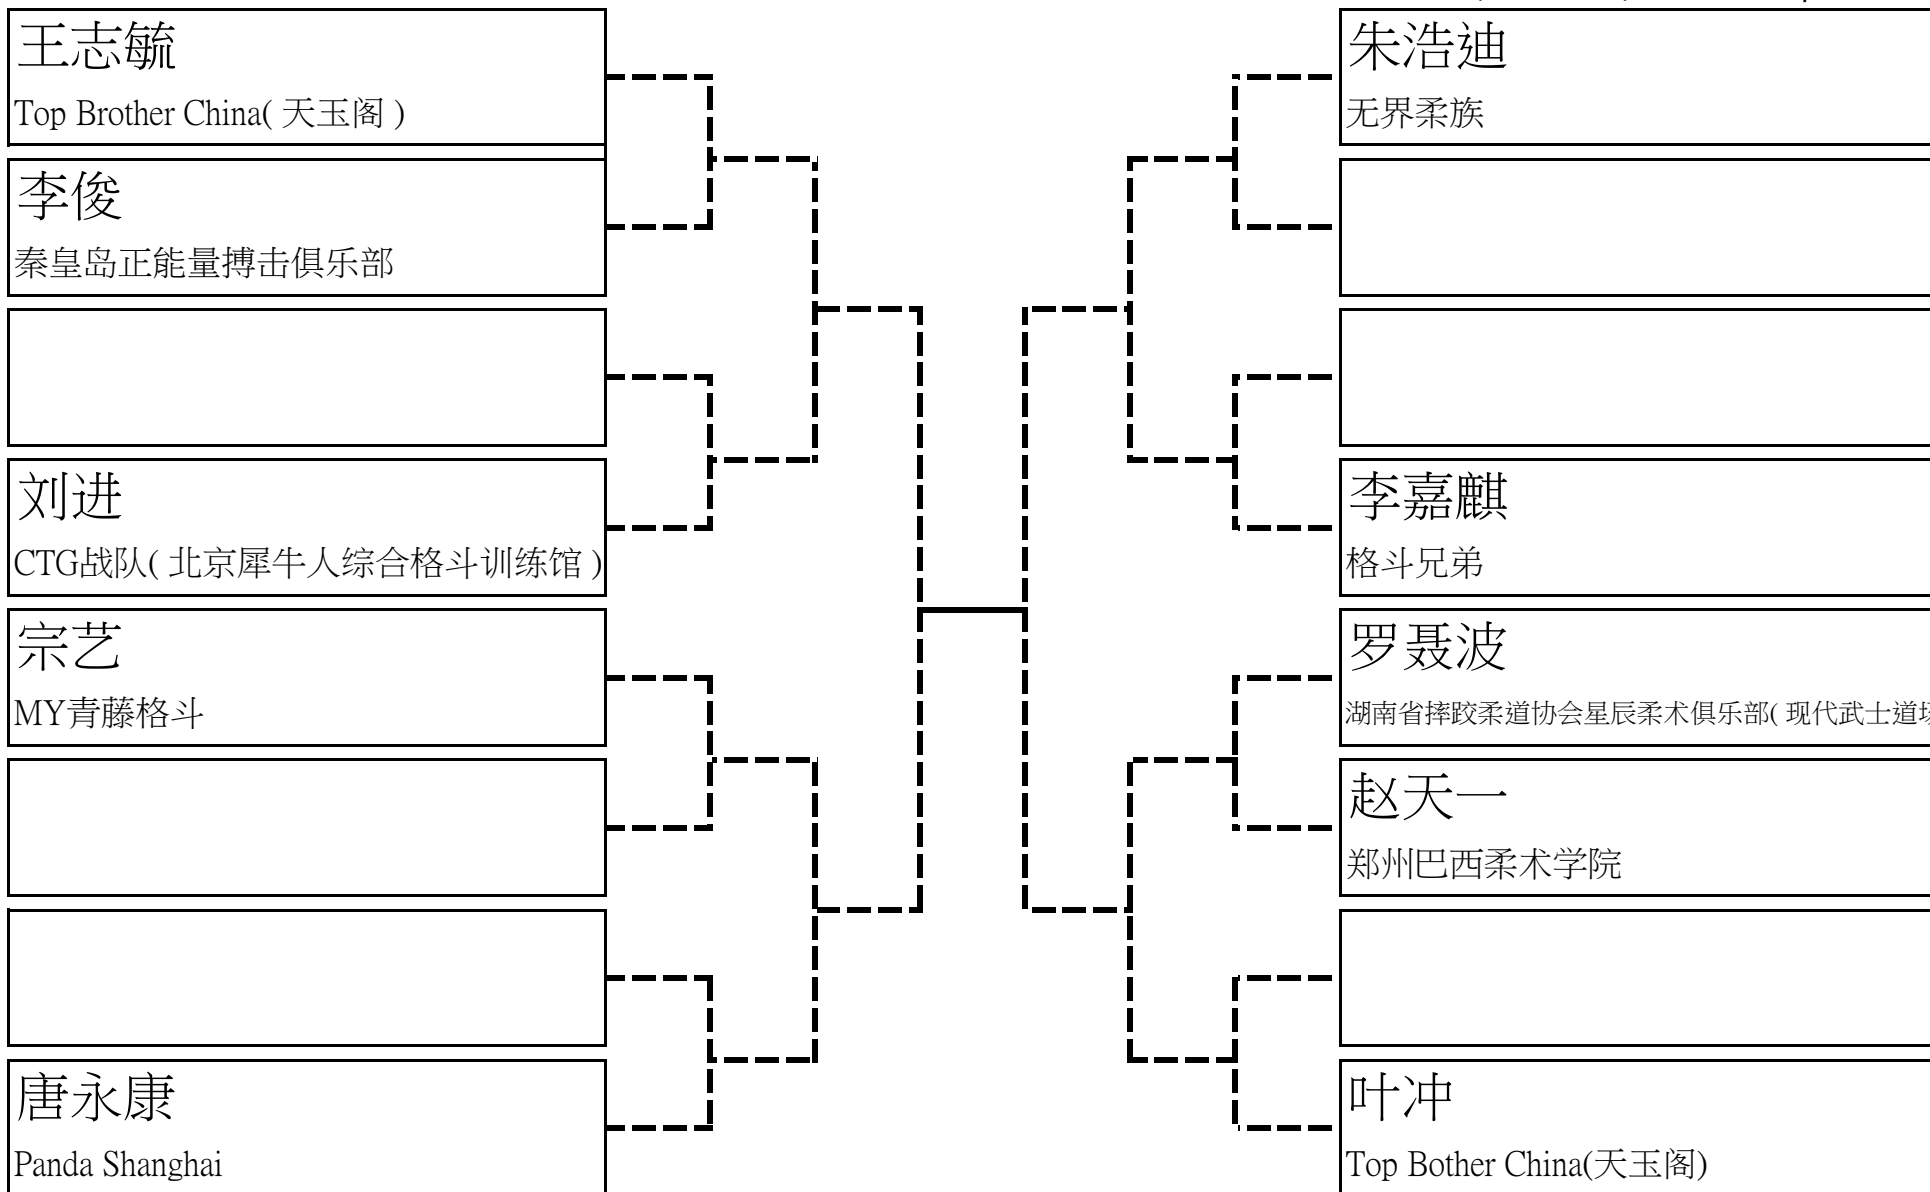 王志毓
Top Brother China( 天玉阁 )
李俊
秦皇岛正能量搏击俱乐部
刘进
CTG战队( 北京犀牛人综合格斗训练馆 )
宗艺
MY青藤格斗
唐永康
Panda Shanghai
朱浩迪
无界柔族
李嘉麒
格斗兄弟
罗聂波
湖南省摔跤柔道协会星辰柔术俱乐部( 现代武士道场
赵天一
郑州巴西柔术学院
叶冲
Top Bother China(天玉阁)